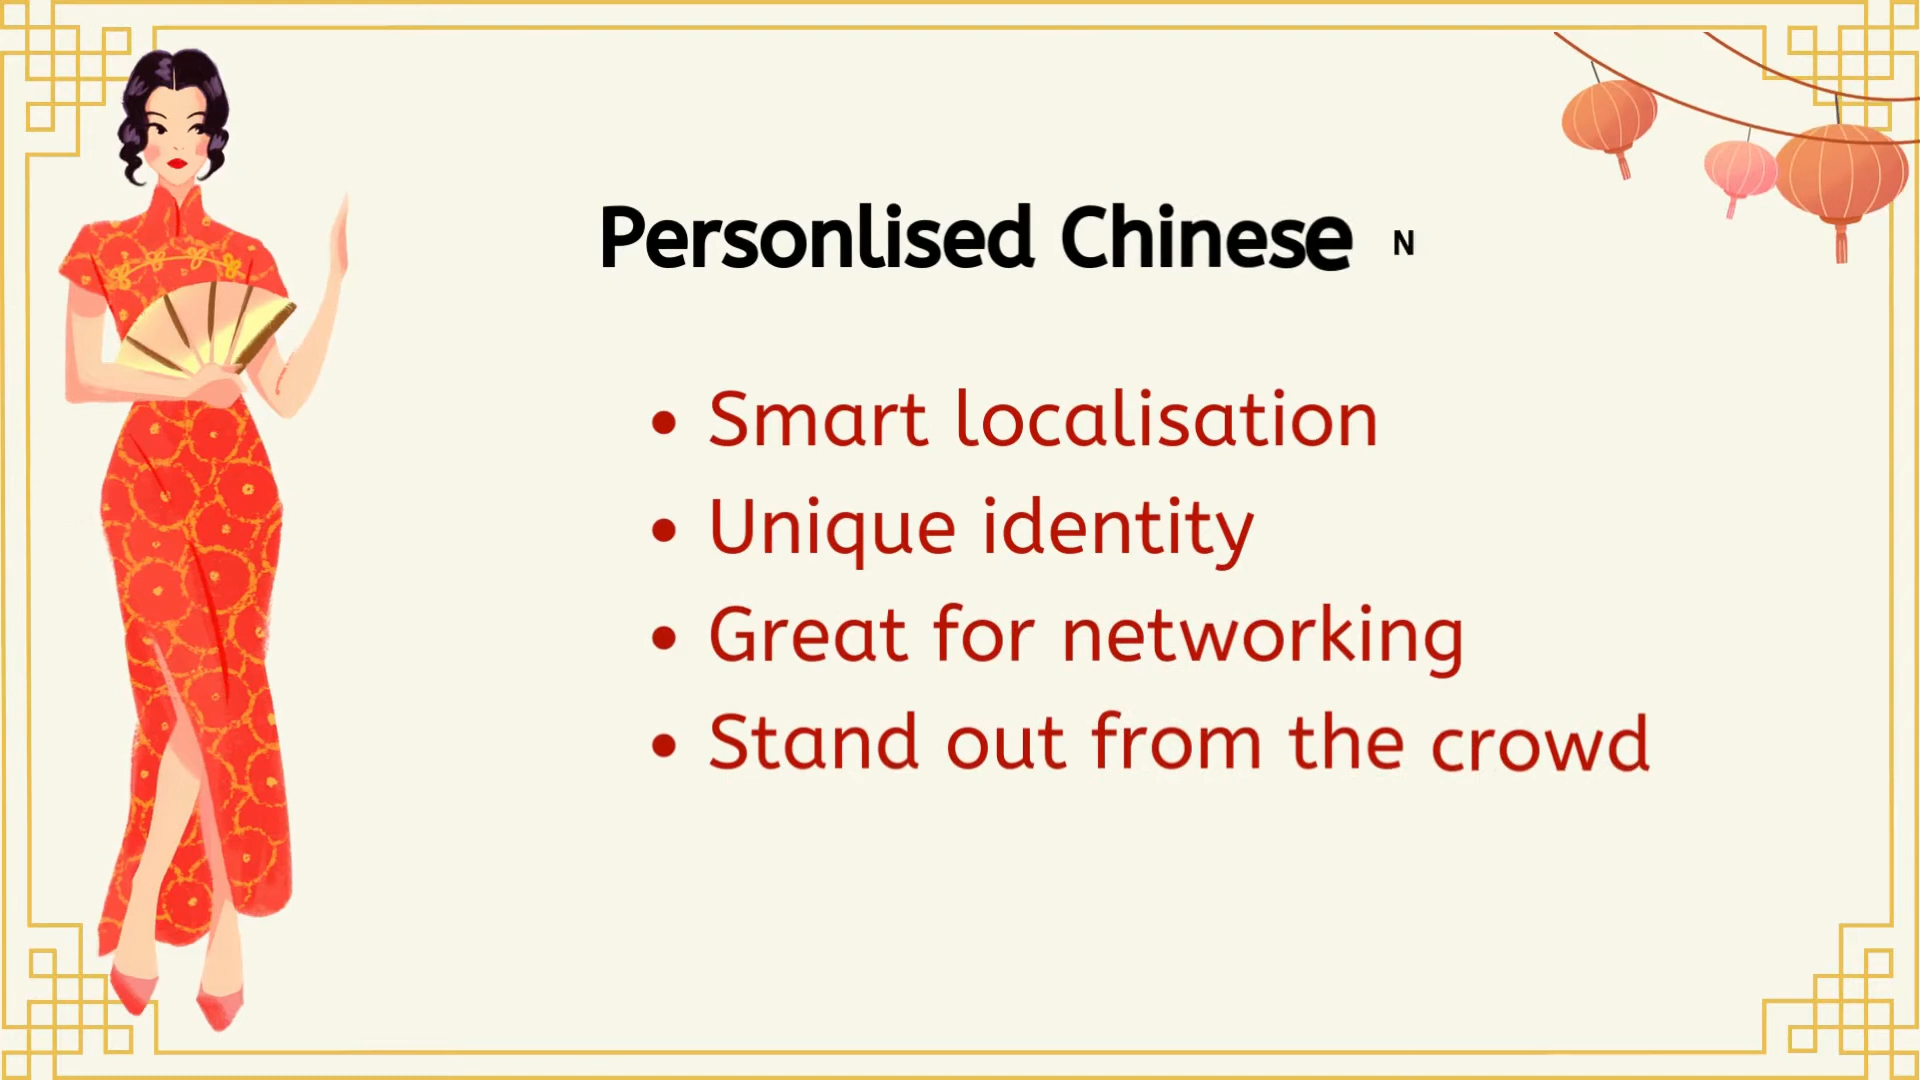 Personlised Chinese N
• Smart localisation
• Unique identity
• Great for networking
• Stand out from the crowd